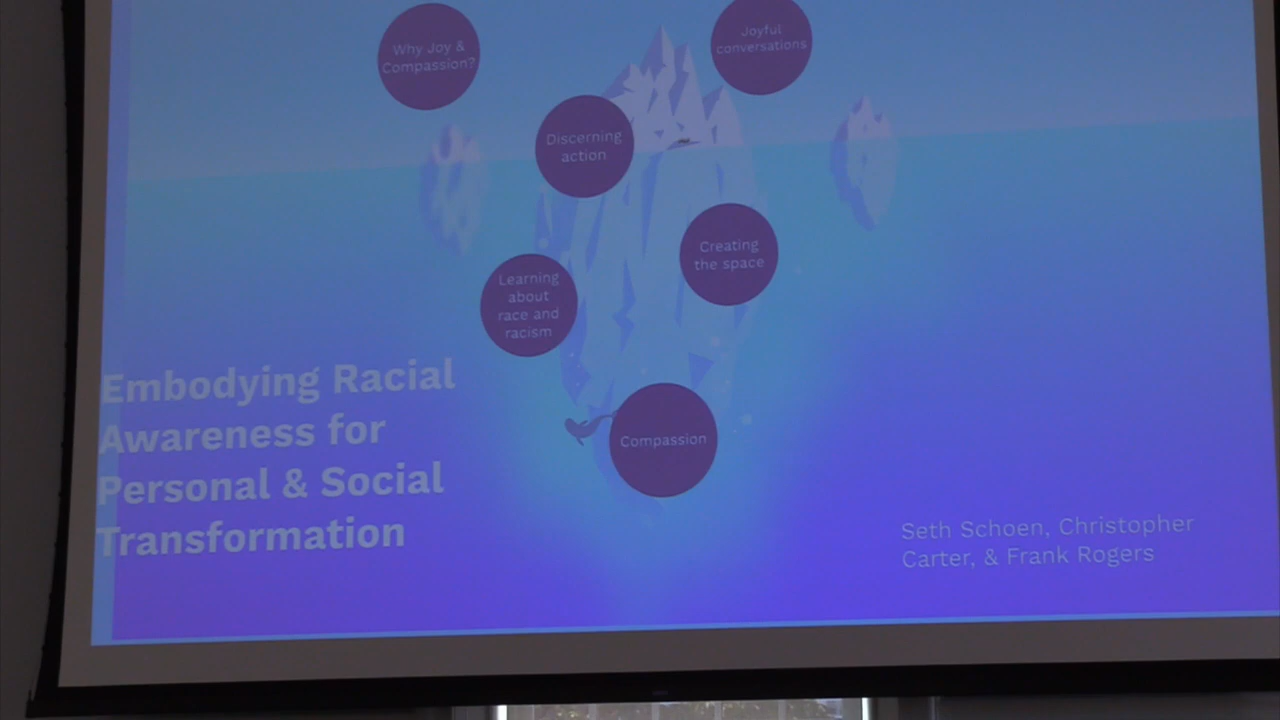 Why Joy &
Compassion?
Joyful
conversations
Discerning
action
Creating
the space
Learning
about
race and
racism
Compassion
Embodying Racial
Awareness for
Personal & Social
Transformation
Seth Schoen, Christopher
Carter, & Frank Rogers